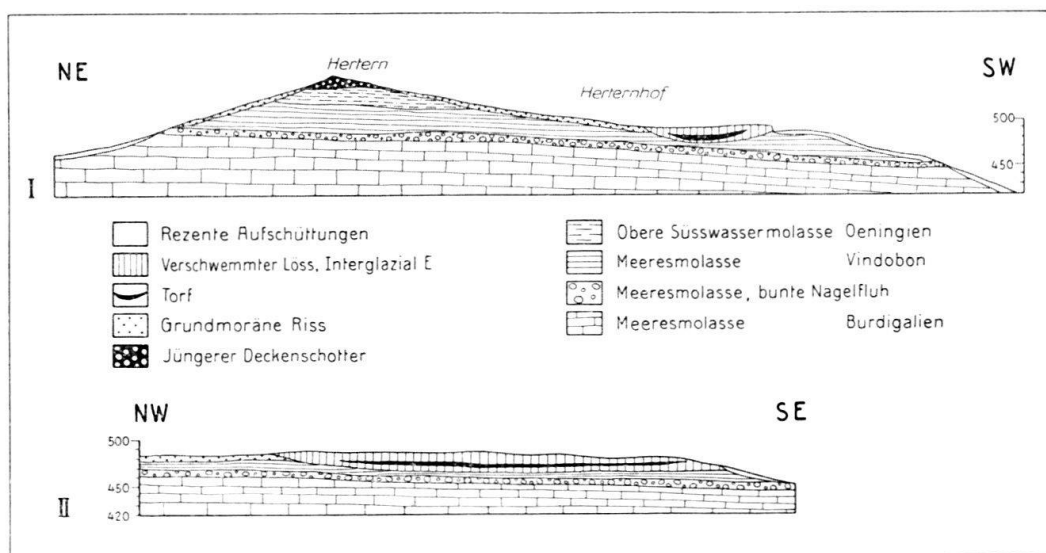 NE
Hertern
Herternhof
SW
500
450
I
Rezente Aufschüttungen
Verschwemmter Löss, Interglazial E
Torf
Grundmoräne Riss
Jüngerer Deckenschotter
Obere Süsswassermolasse Oeningien
Meeresmolasse Vindobon
Meeresmolasse, bunte Nagelfluh
Meeresmolasse Burdigalien
NW
SE
500
450
420
II